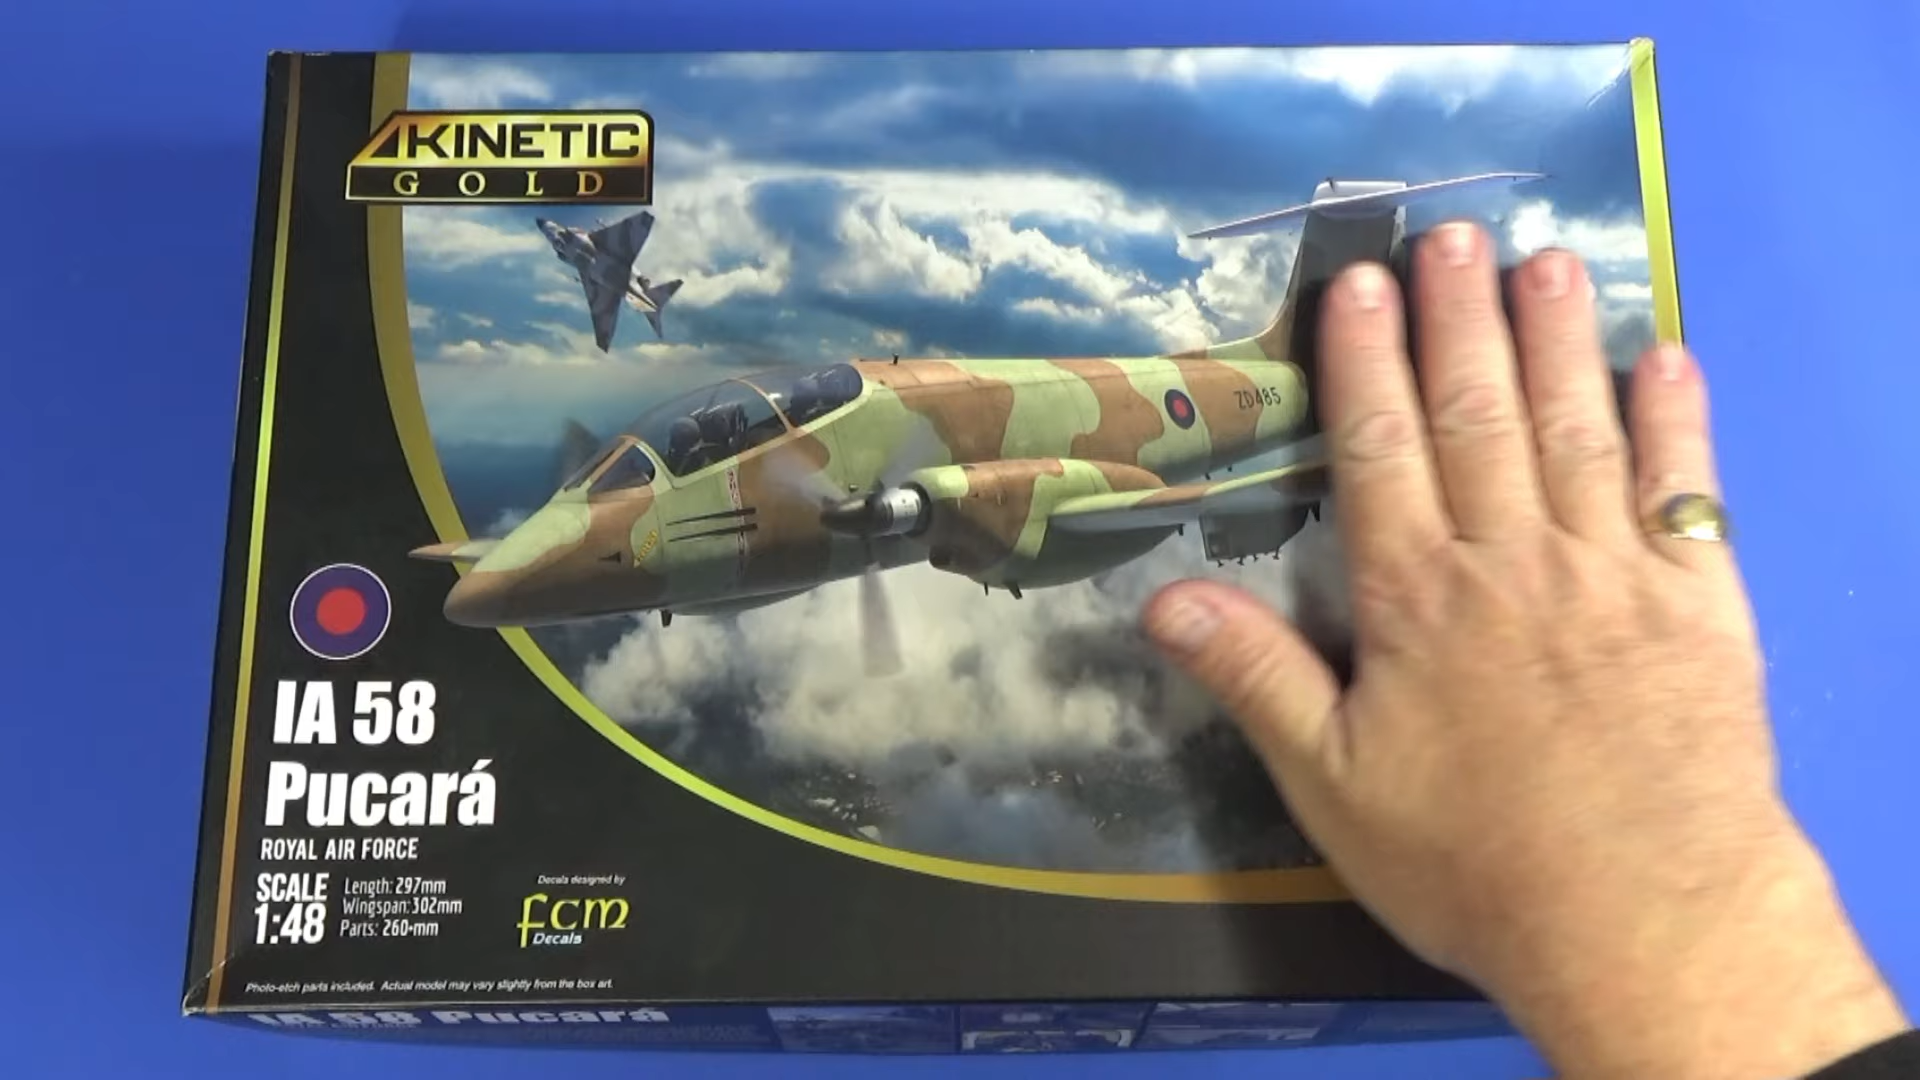 KINETIC
GOLD
ZD485
IA 58
Pucará
ROYAL AIR FORCE
SCALE
1:48
Length: 297mm
Wingspan: 302mm
Parts: 260+mm
Decals designed by
fcm
Decals
Photo-etch parts included. Actual model may vary slightly from the box art.
IA 58 Pucará